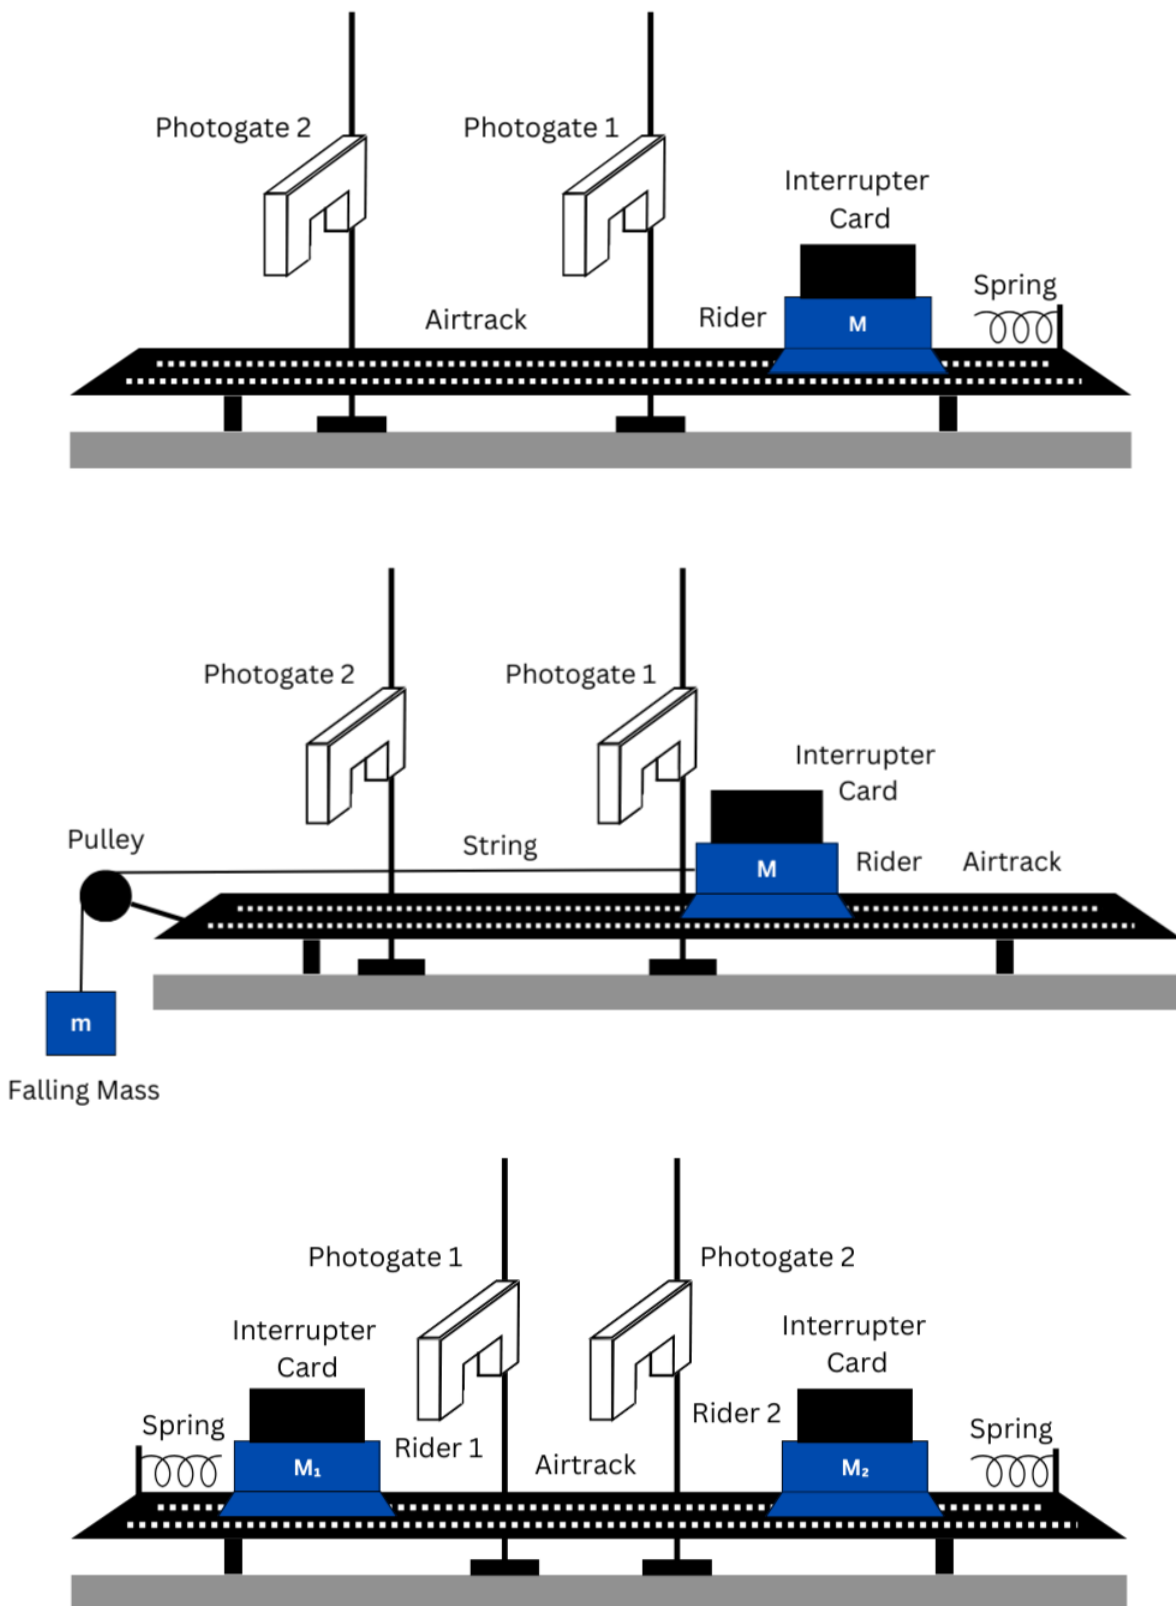 Photogate 2
Photogate 1
Interrupter
Card
Spring
Airtrack
Rider
M
Photogate 2
Photogate 1
Interrupter
Card
Pulley
String
M
Rider
Airtrack
m
Falling Mass
Photogate 1
Photogate 2
Interrupter
Card
Interrupter
Card
Spring
Rider 1
Rider 2
Spring
Airtrack
M₁
M₂